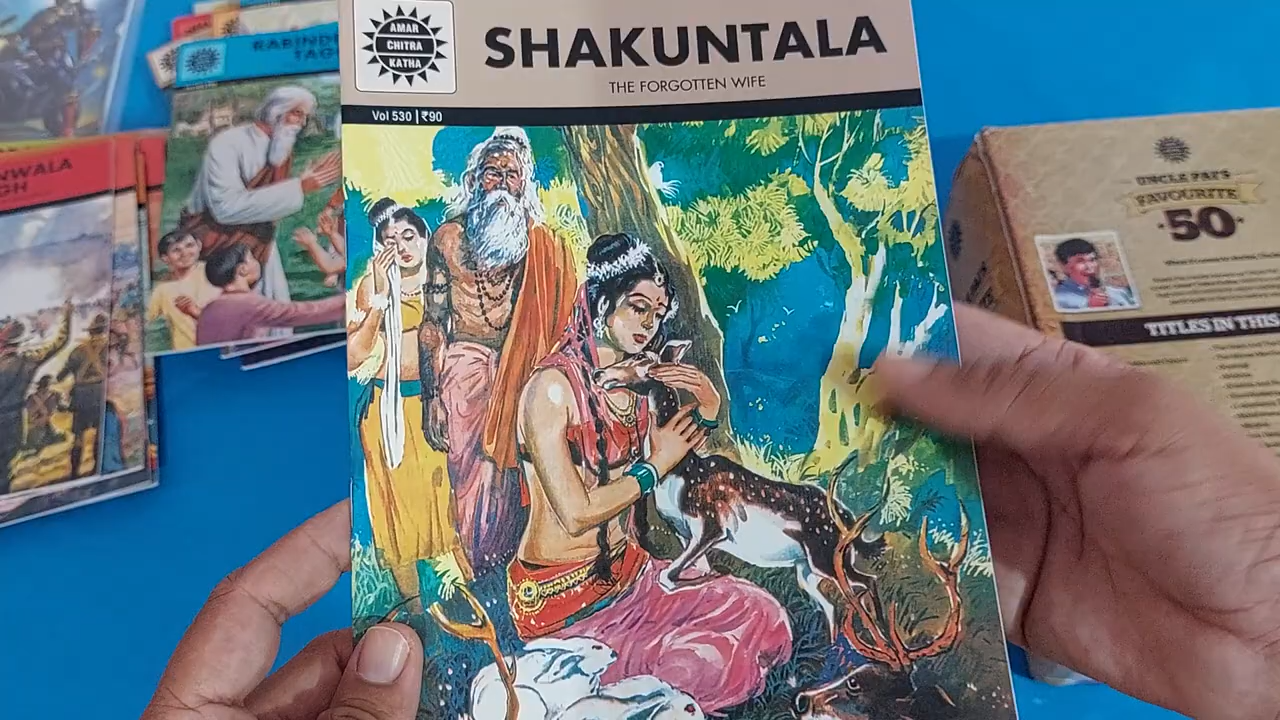 AMAR
CHITRA
KATHA
SHAKUNTALA
THE FORGOTTEN WIFE
Vol 530 | ₹90
RABIND
TAG
NWALA
GH
UNCLE PAI'S
FAVOURITE
50
TITLES IN THIS